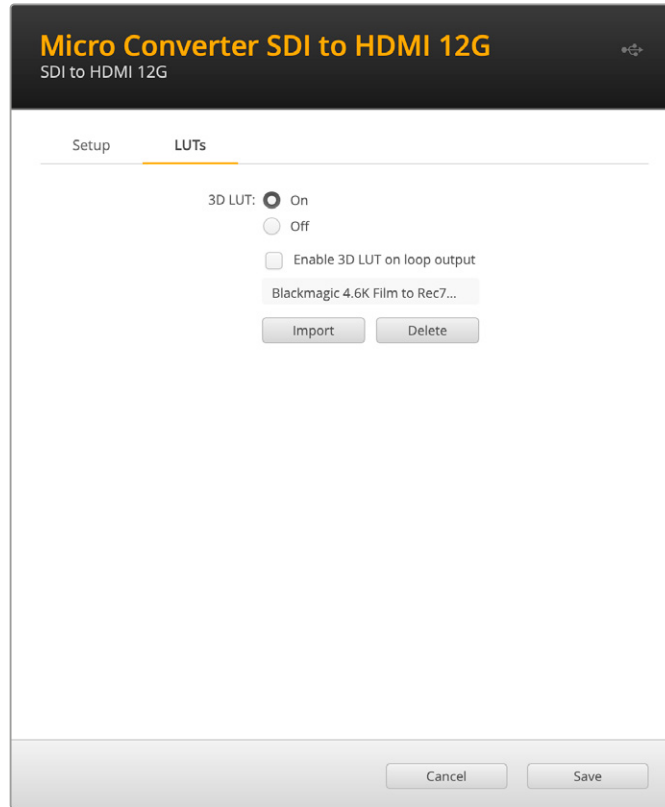 Micro Converter SDI to HDMI 12G
SDI to HDMI 12G
Setup LUTs
3D LUT: On
Off
Enable 3D LUT on loop output
Blackmagic 4.6K Film to Rec7...
Import Delete
Cancel Save